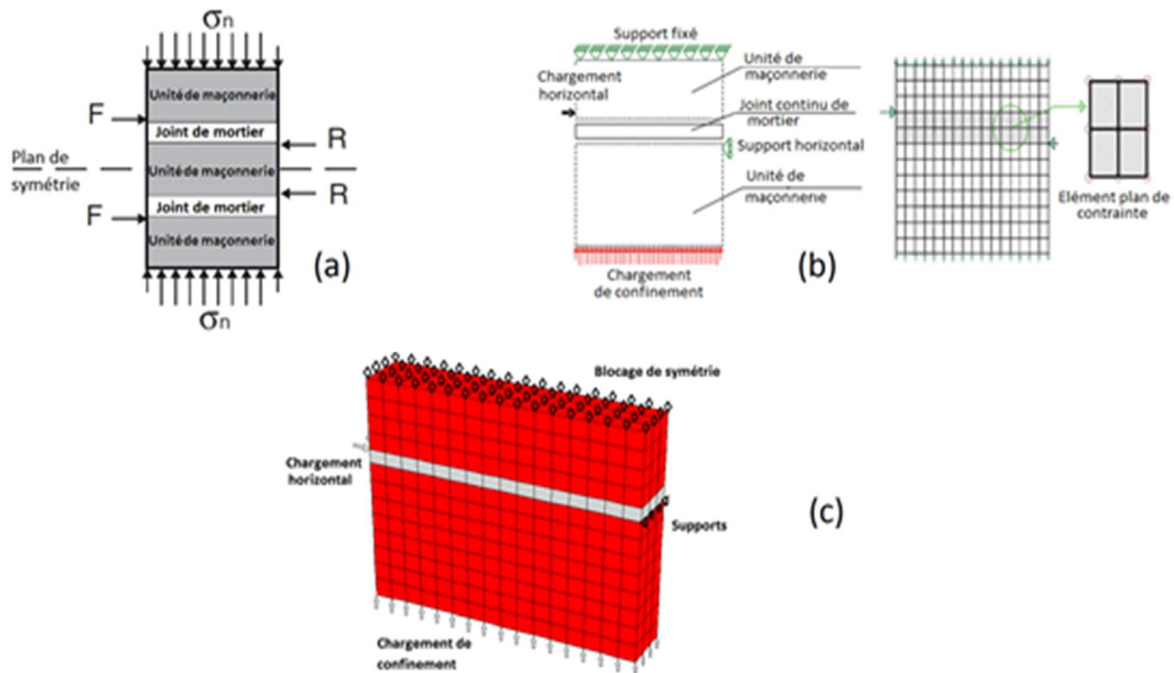 σn
Unité de maçonnerie
F
Joint de mortier
R
Plan de
symétrie
Unité de maçonnerie
R
F
Joint de mortier
Unité de maçonnerie
(a)
σn
Support fixé
Chargement
horizontal
Unité de
maçonnerie
Joint continu de
mortier
Support horizontal
Unité de
maçonnerie
Chargement
de confinement
(b)
Elément plan de
contrainte
Blocage de symétrie
Chargement
horizontal
Supports
(c)
Chargement de
confinement